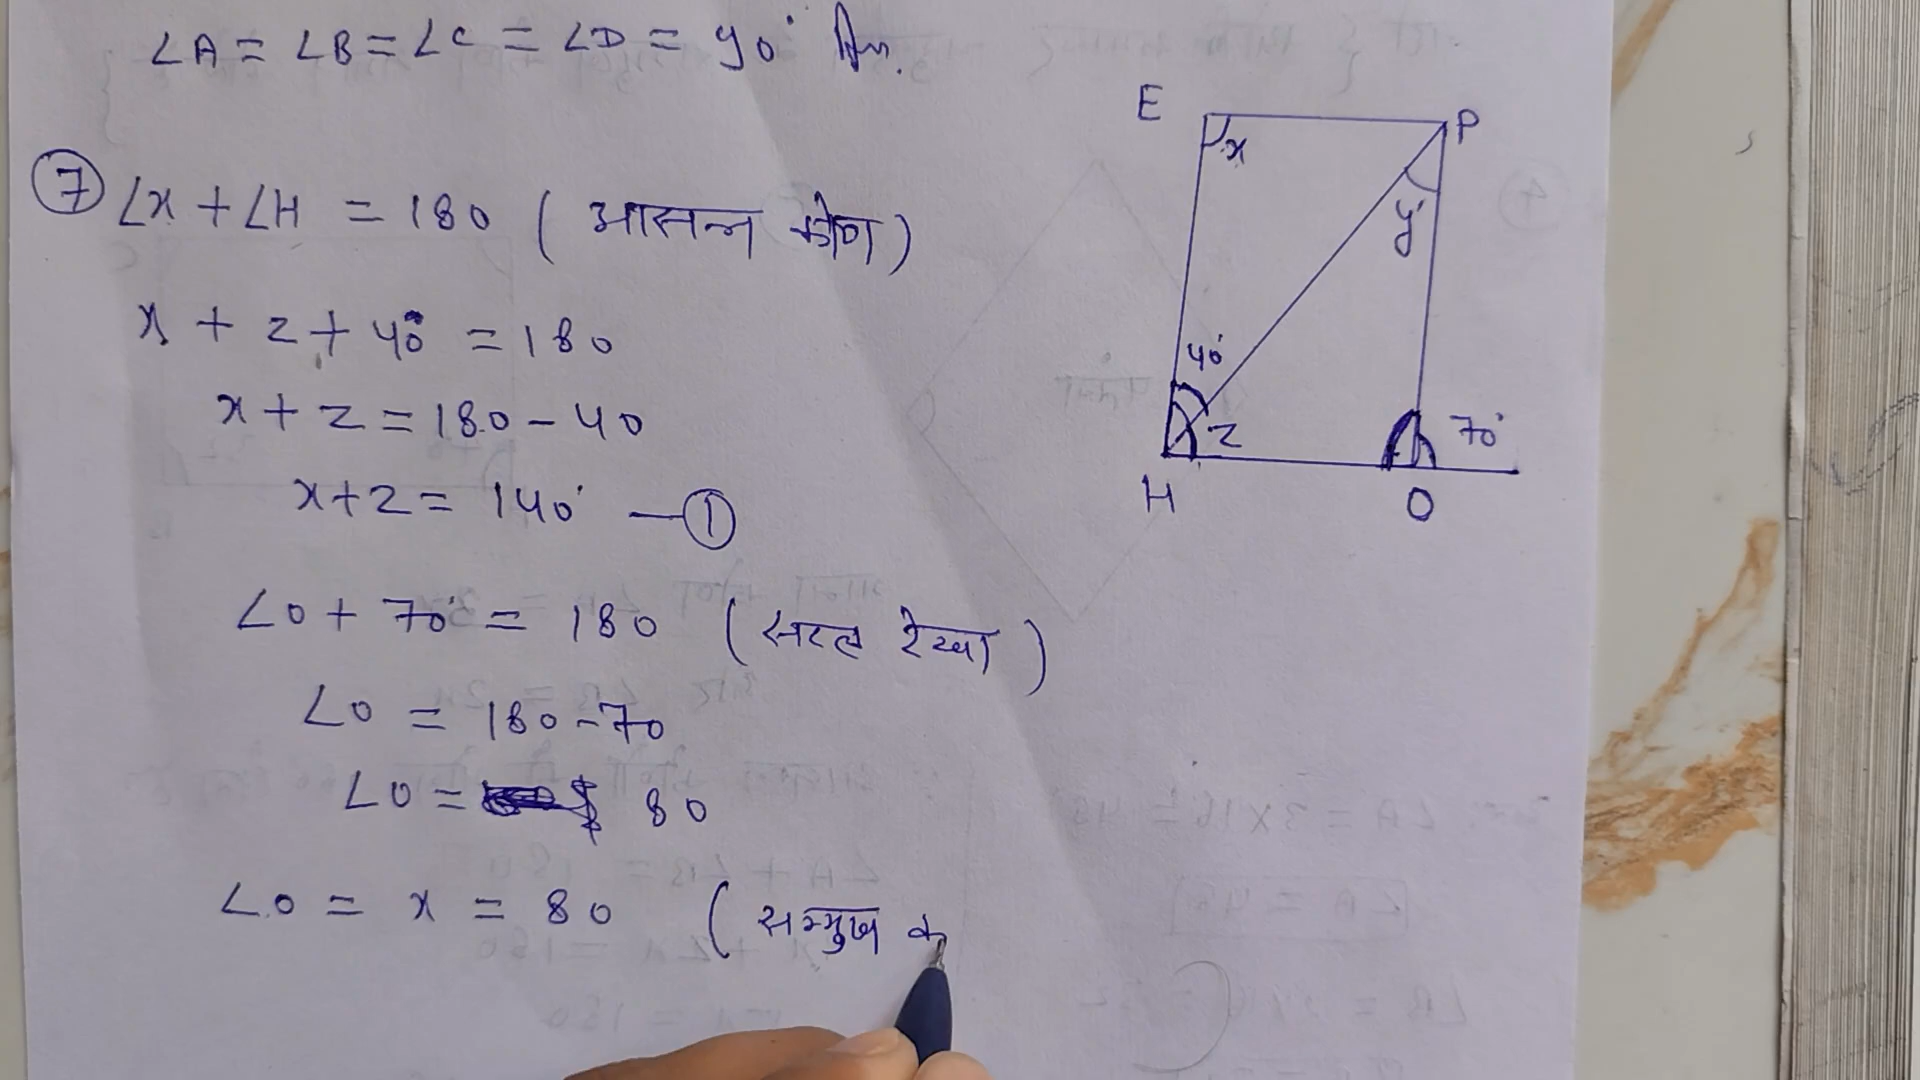 ∠A = ∠B = ∠C = ∠D = 90° Ans.
⑦ ∠x + ∠H = 180 (आसन्न कोण)
x + z + 40° = 180
x + z = 180 - 40
x + z = 140° —①
∠O + 70° = 180 (सरल रेखा)
∠O = 180 - 70
∠O = 80
∠O = x = 80 (सम्मुख क
E
P
x
y
40°
z
70°
H
O